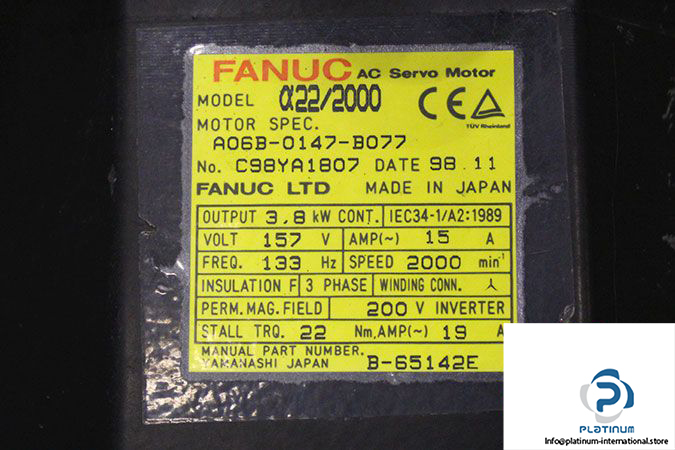 FANUC AC Servo Motor
MODEL α22/2000
CE TÜV Rheinland
MOTOR SPEC.
A06B-0147-B077
No. C98YA1807 DATE 98.11
FANUC LTD MADE IN JAPAN
OUTPUT 3.8 kW CONT. IEC34-1/A2:1989
VOLT 157 V AMP(~) 15 A
FREQ. 133 Hz SPEED 2000 min⁻¹
INSULATION F 3 PHASE WINDING CONN. 人
PERM.MAG.FIELD 200 V INVERTER
STALL TRQ. 22 Nm,AMP(~) 19 A
MANUAL PART NUMBER.
YAMANASHI JAPAN B-65142E
PLATINUM
Info@platinum-international.store